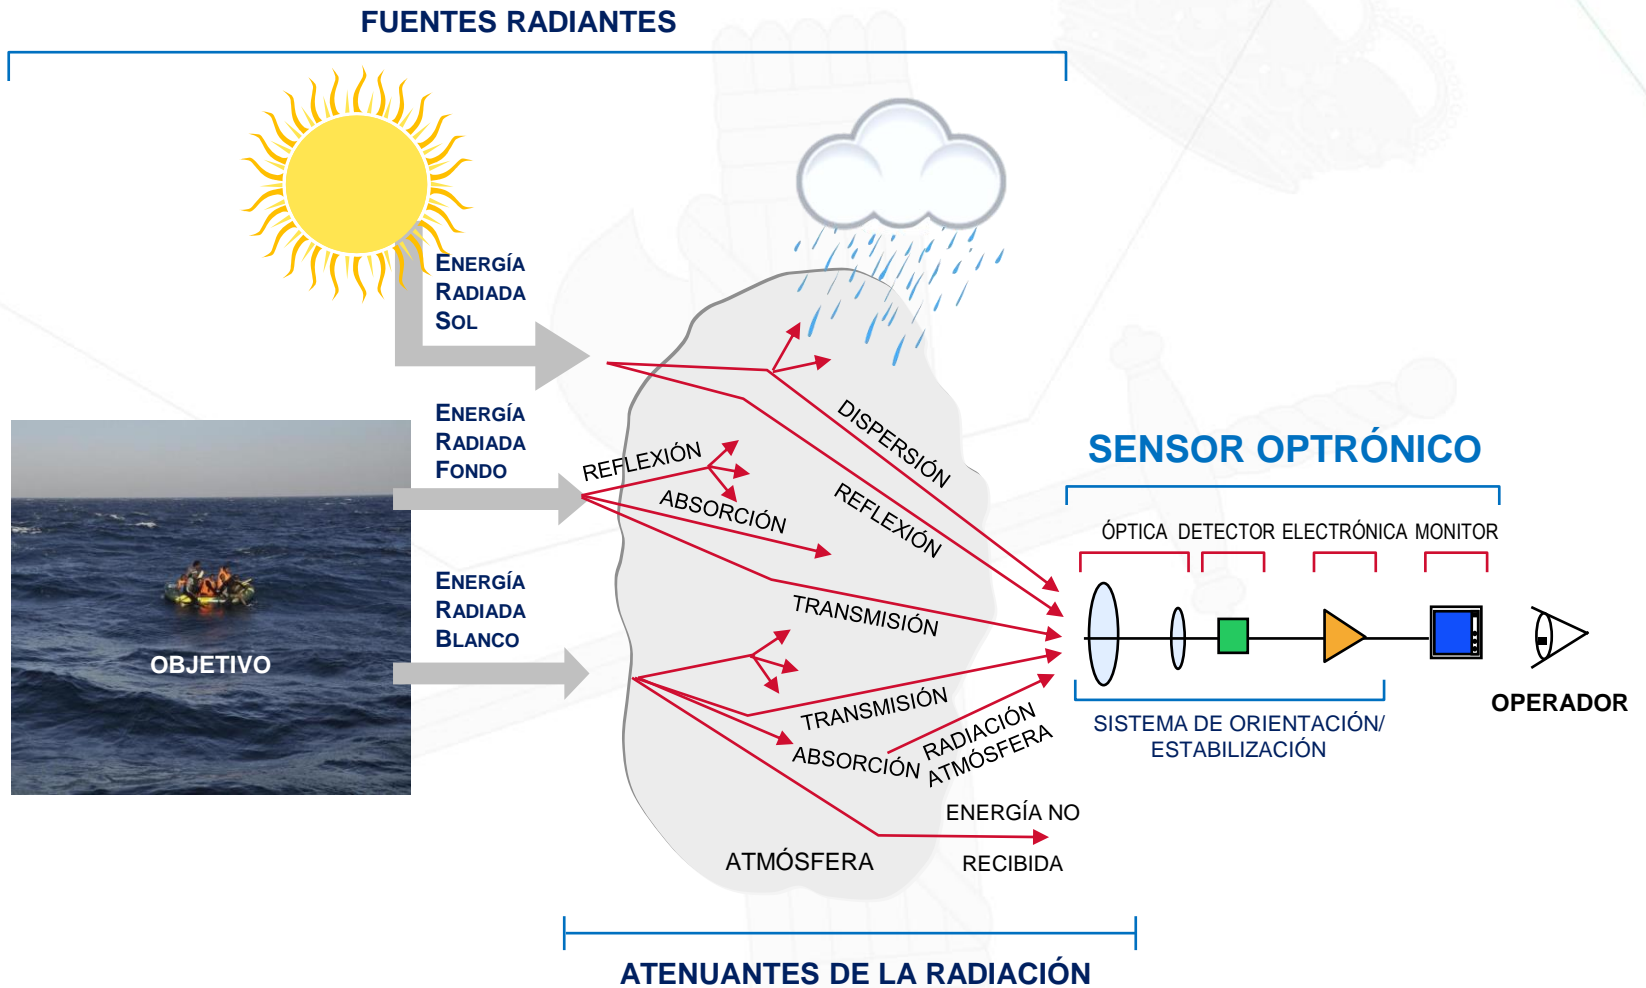 FUENTES RADIANTES
ENERGÍA
RADIADA
SOL
ENERGÍA
RADIADA
FONDO
ENERGÍA
RADIADA
BLANCO
OBJETIVO
REFLEXIÓN
ABSORCIÓN
DISPERSIÓN
REFLEXIÓN
TRANSMISIÓN
TRANSMISIÓN
ABSORCIÓN
RADIACIÓN
ATMÓSFERA
ENERGÍA NO
RECIBIDA
ATMÓSFERA
SENSOR OPTRÓNICO
ÓPTICA DETECTOR ELECTRÓNICA MONITOR
SISTEMA DE ORIENTACIÓN/
ESTABILIZACIÓN
OPERADOR
ATENUANTES DE LA RADIACIÓN